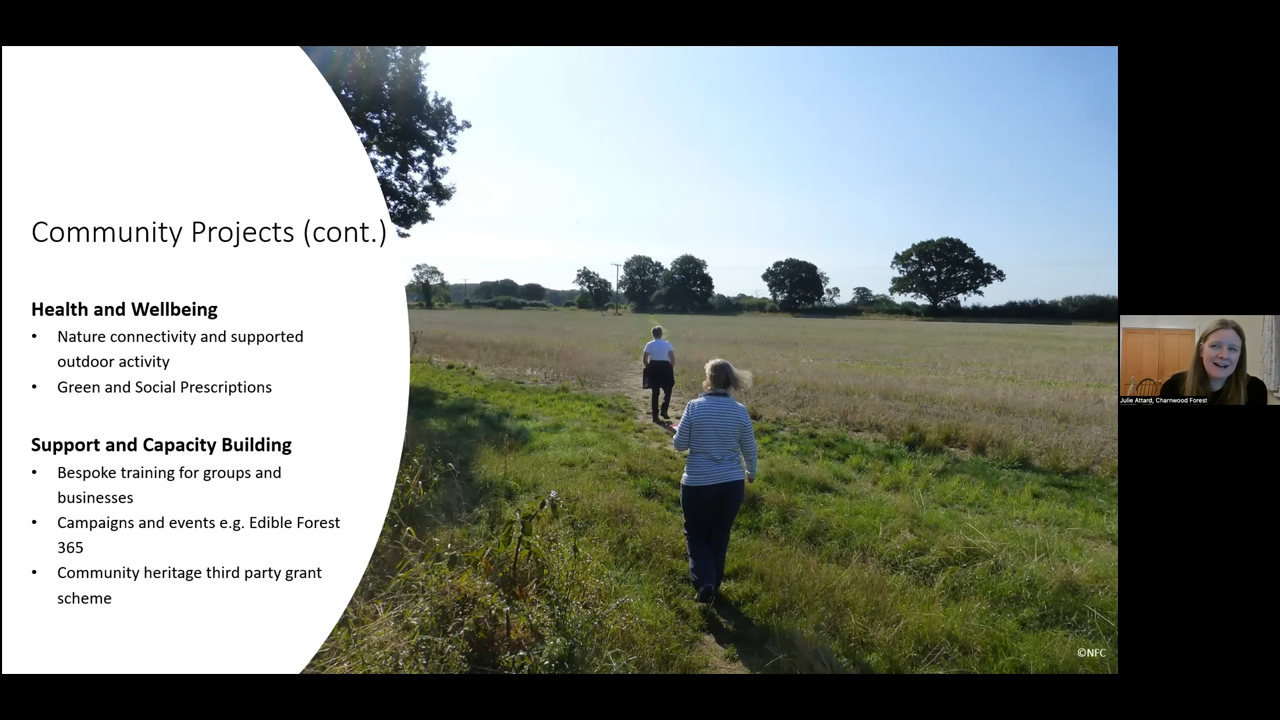 Community Projects (cont.)
Health and Wellbeing
• Nature connectivity and supported
outdoor activity
• Green and Social Prescriptions
Support and Capacity Building
• Bespoke training for groups and
businesses
• Campaigns and events e.g. Edible Forest
365
• Community heritage third party grant
scheme
©NFC
Julie Attard, Charnwood Forest